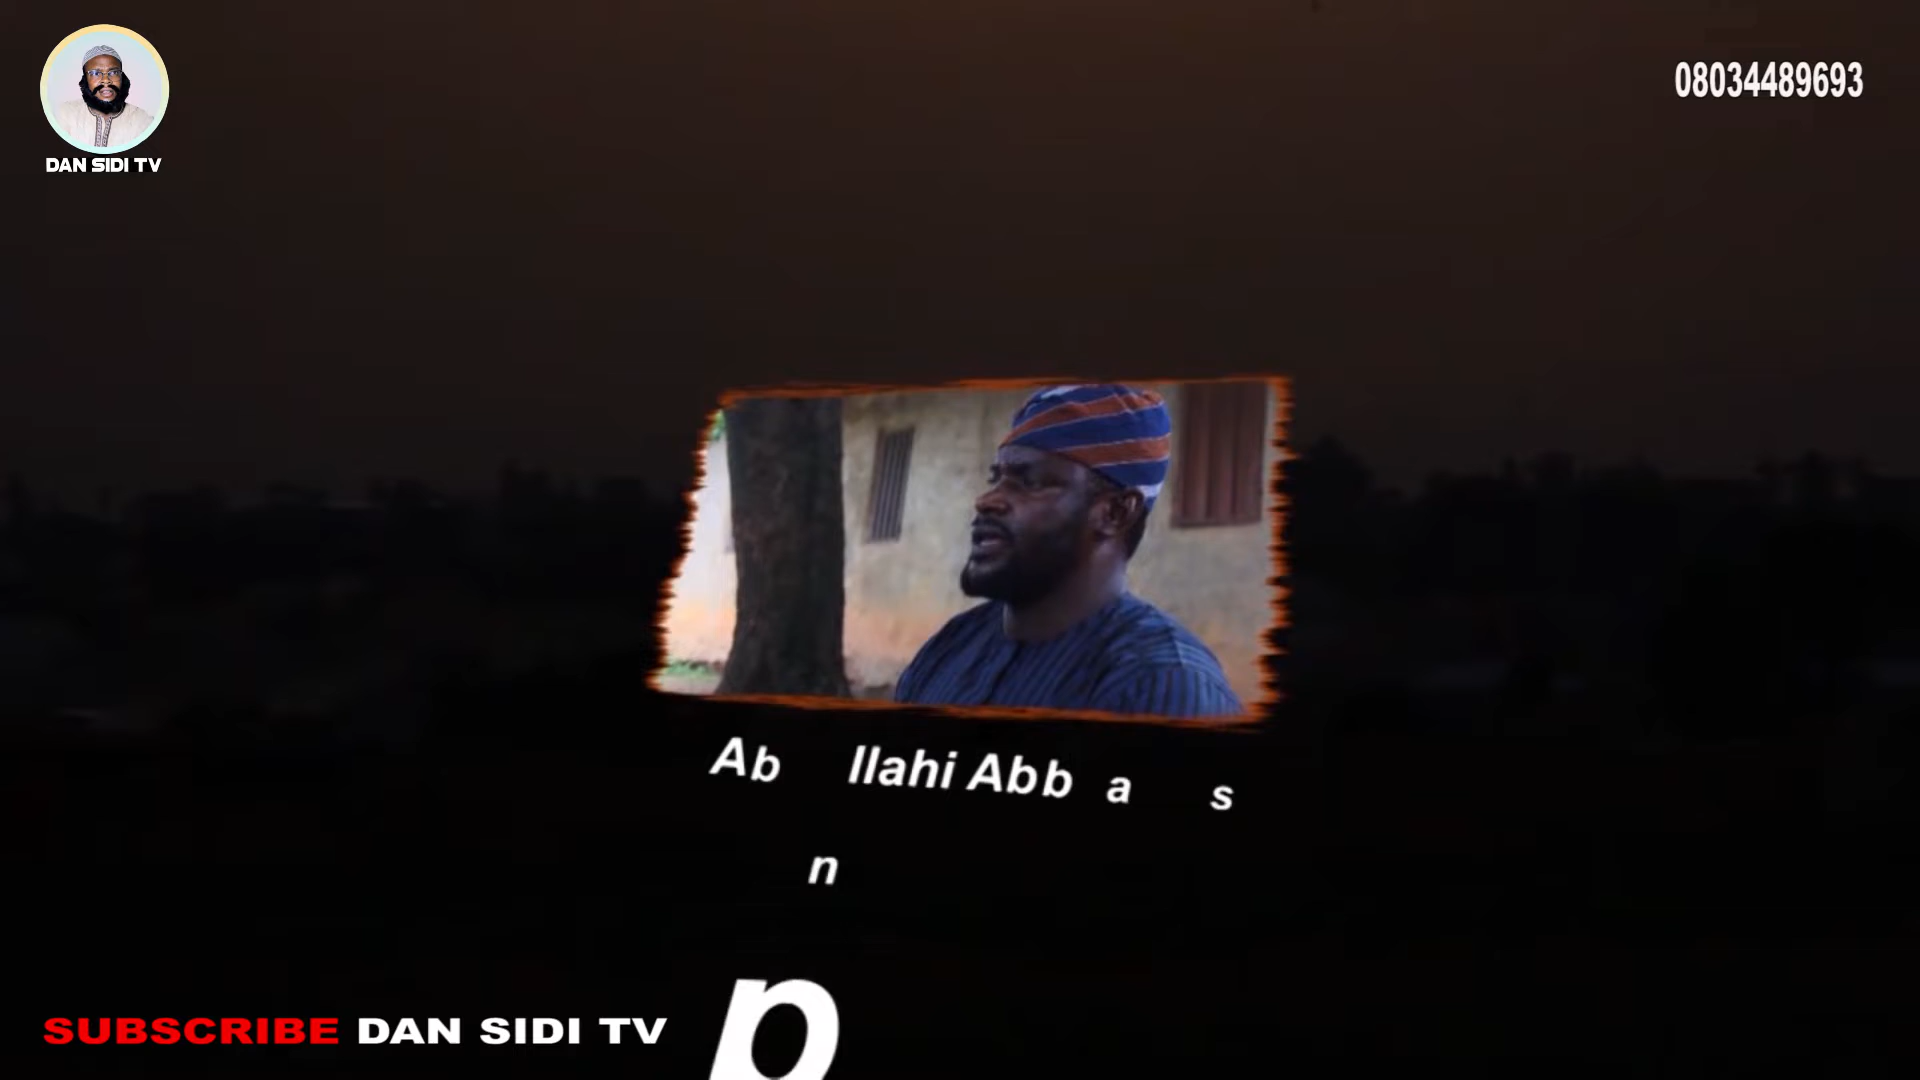 DAN SIDI TV
08034489693
Ab llahi Abb a s
n
p
SUBSCRIBE DAN SIDI TV